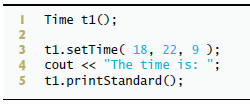 1 Time t1();
2
3 t1.setTime( 18, 22, 9 );
4 cout << "The time is: ";
5 t1.printStandard();